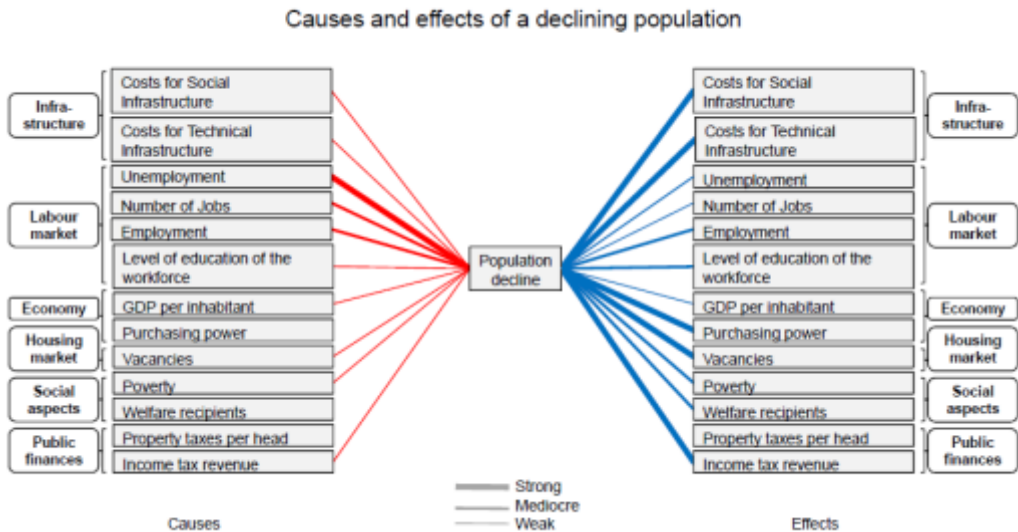 Causes and effects of a declining population
Infra-
structure
Costs for Social
Infrastructure
Costs for Technical
Infrastructure
Labour
market
Unemployment
Number of Jobs
Employment
Level of education of the
workforce
Economy
GDP per inhabitant
Purchasing power
Housing
market
Vacancies
Social
aspects
Poverty
Welfare recipients
Public
finances
Property taxes per head
Income tax revenue
Population
decline
Costs for Social
Infrastructure
Costs for Technical
Infrastructure
Infra-
structure
Unemployment
Number of Jobs
Employment
Level of education of the
workforce
Labour
market
GDP per inhabitant
Purchasing power
Economy
Vacancies
Housing
market
Poverty
Welfare recipients
Social
aspects
Property taxes per head
Income tax revenue
Public
finances
Strong
Mediocre
Weak
Causes
Effects